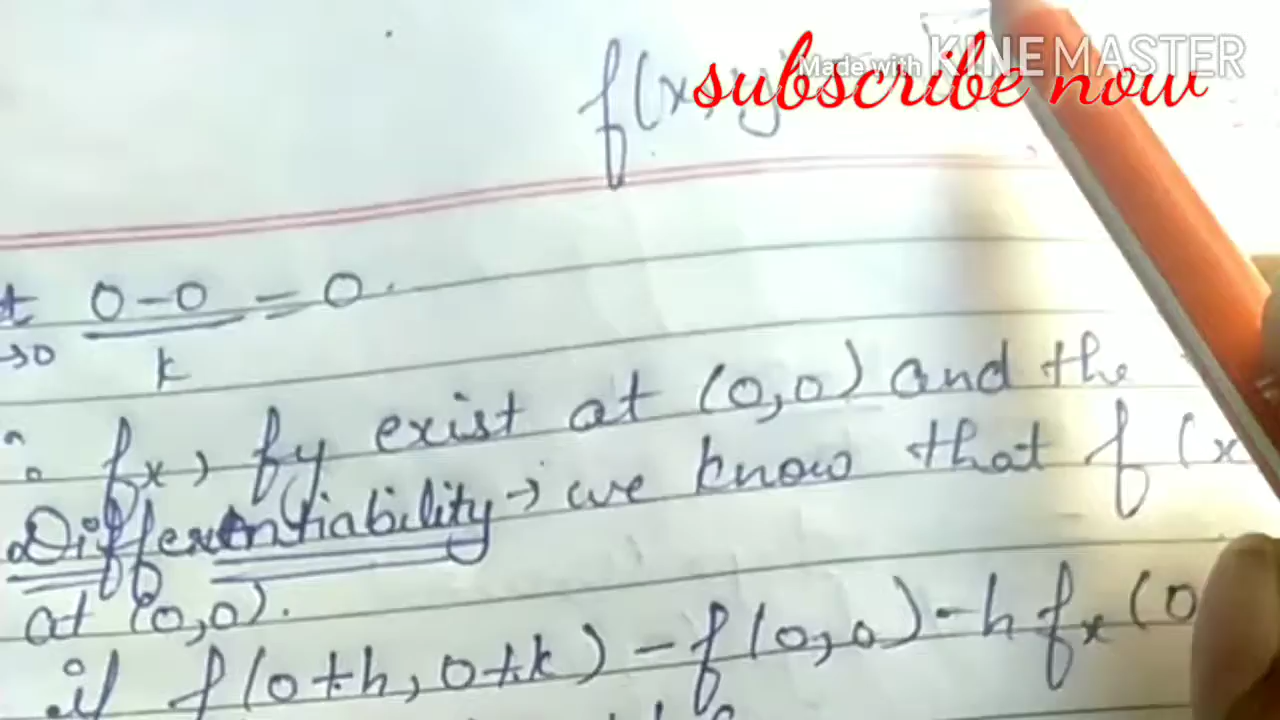 Made with KINEMASTER
subscribe now
f(x, y)
0-0 = 0.
→0 k
∴ fx, fy exist at (0,0) and the
Differentiability → we know that f(x
at (0,0).
if f(0+h, 0+k) - f(0,0) - h fx(0